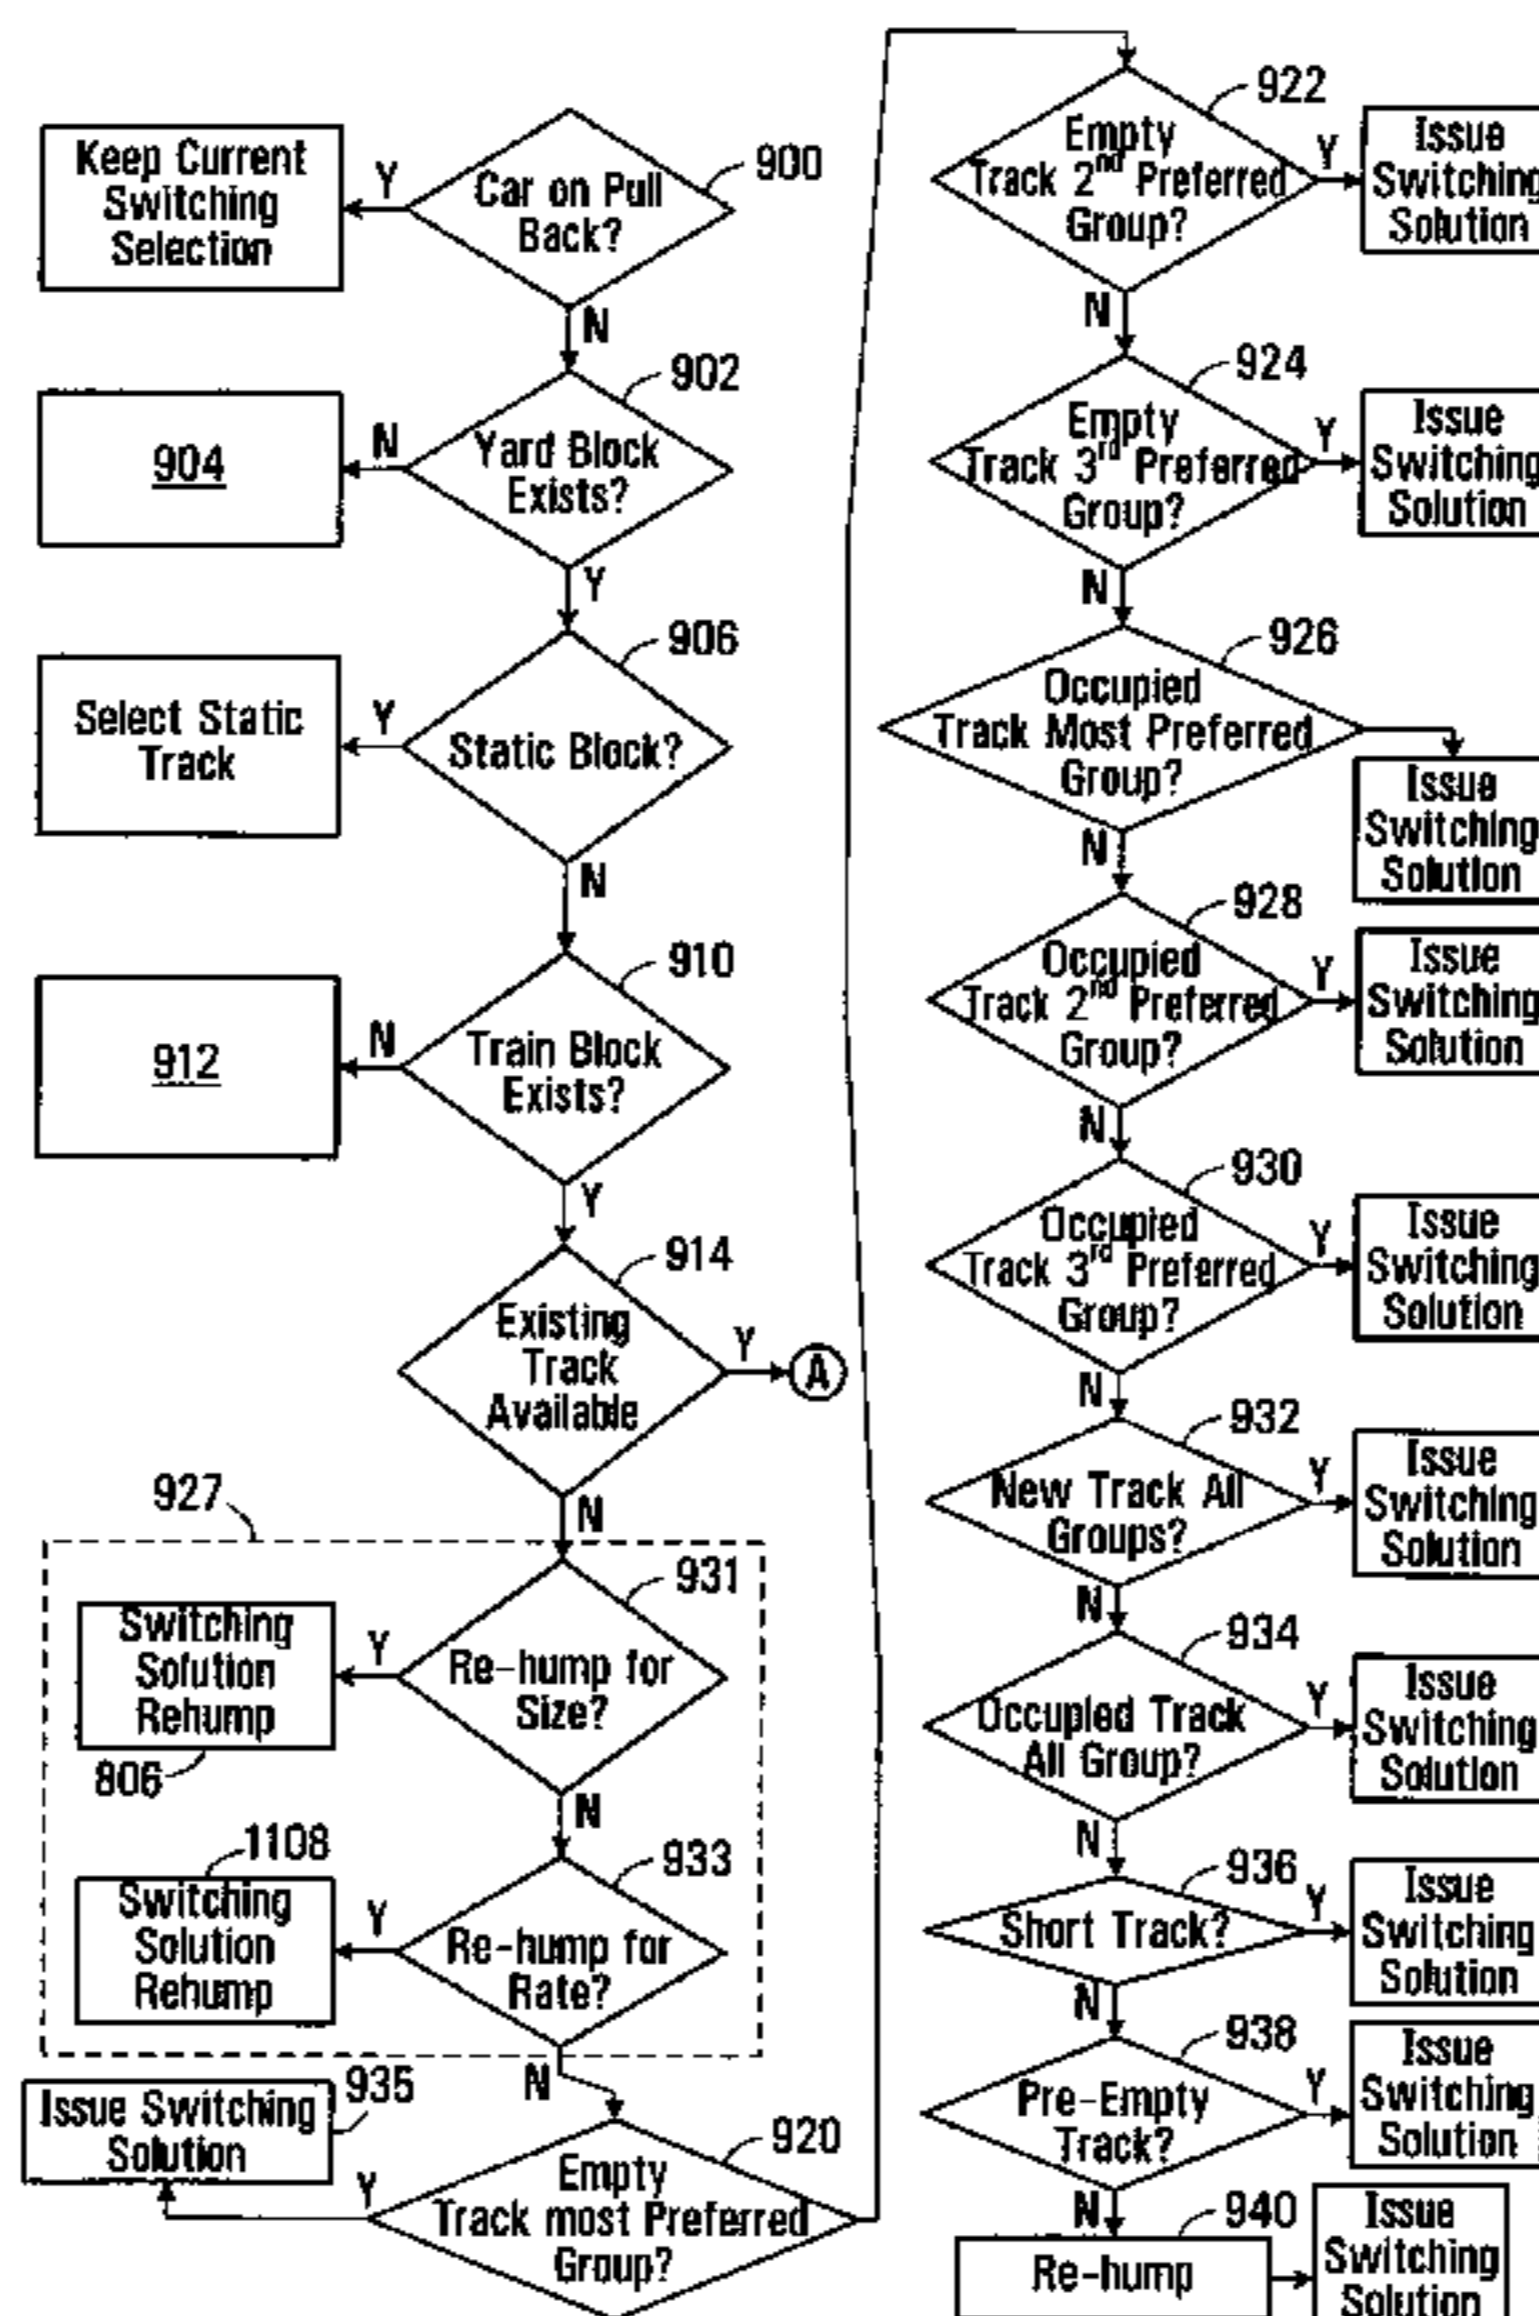 Keep Current
Switching
Selection
Y
Car on Pull
Back?
900
N
904
N
Yard Block
Exists?
902
Y
Select Static
Track
Y
Static Block?
906
N
912
N
Train Block
Exists?
910
Y
Existing
Track
Available
914
Y
A
N
927
Switching
Solution
Rehump
806
Y
Re-hump for
Size?
931
N
1108
Switching
Solution
Rehump
Y
Re-hump for
Rate?
933
N
Issue Switching
Solution
935
Y
Empty
Track most Preferred
Group?
920
Empty
Track 2nd Preferred
Group?
922
Y
Issue
Switching
Solution
N
Empty
Track 3rd Preferred
Group?
924
Y
Issue
Switching
Solution
N
Occupied
Track Most Preferred
Group?
926
Issue
Switching
Solution
N
Occupied
Track 2nd Preferred
Group?
928
Y
Issue
Switching
Solution
N
Occupied
Track 3rd Preferred
Group?
930
Y
Issue
Switching
Solution
N
New Track All
Groups?
932
Y
Issue
Switching
Solution
N
Occupied Track
All Group?
934
Y
Issue
Switching
Solution
N
Short Track?
936
Y
Issue
Switching
Solution
N
Pre-Empty
Track?
938
Y
Issue
Switching
Solution
N
Re-hump
940
Issue
Switching
Solution